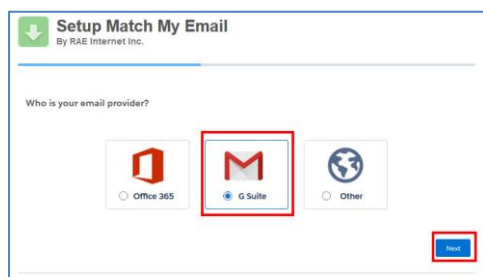 Setup Match My Email
By RAE Internet Inc.
Who is your email provider?
Office 365
G Suite
Other
Next